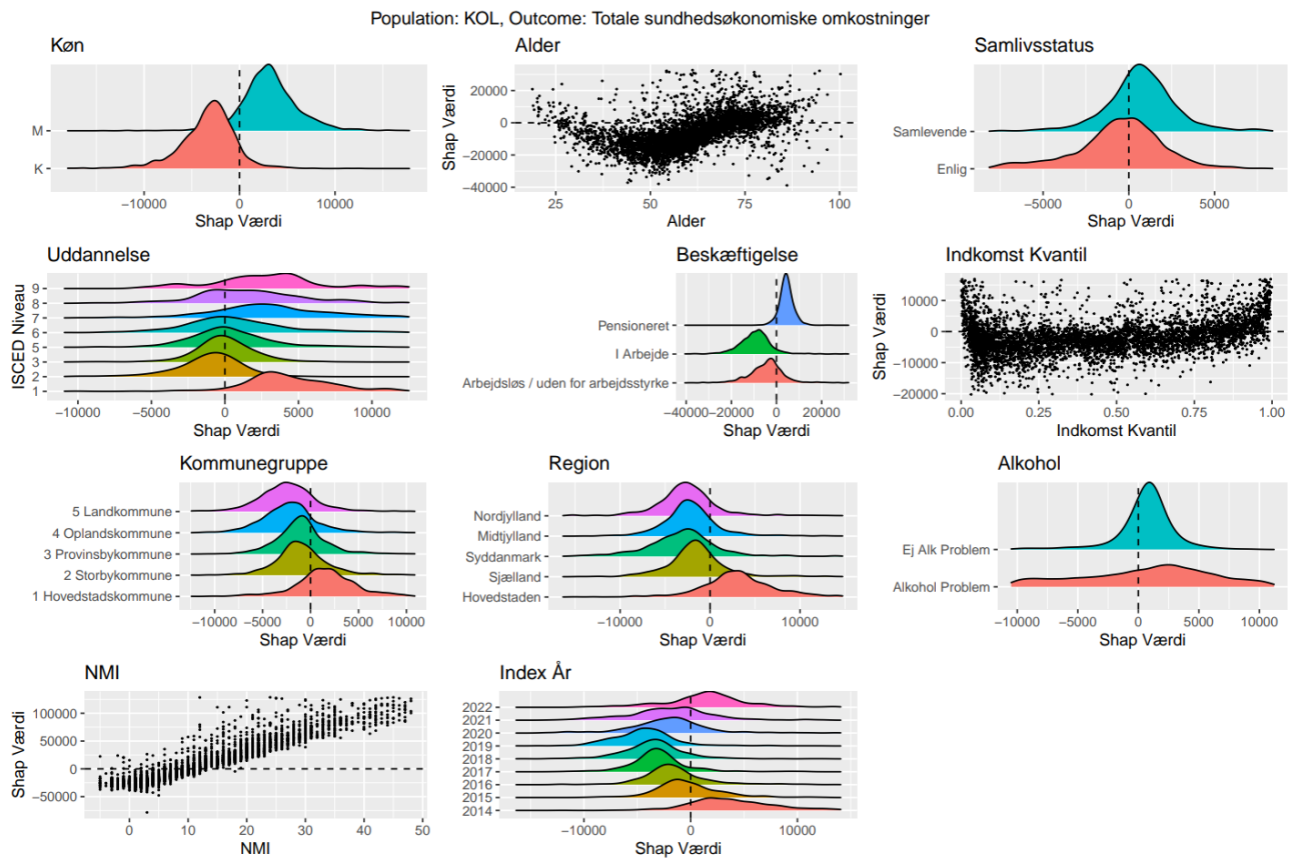 Population: KOL, Outcome: Totale sundhedsøkonomiske omkostninger
Køn
M
K
−10000 0 10000
Shap Værdi
Alder
Shap Værdi
20000
0
−20000
−40000
25 50 75 100
Alder
Samlivsstatus
Samlevende
Enlig
−5000 0 5000
Shap Værdi
Uddannelse
ISCED Niveau
9
8
7
6
5
3
2
1
−10000 −5000 0 5000 10000
Shap Værdi
Beskæftigelse
Pensioneret
I Arbejde
Arbejdsløs / uden for arbejdsstyrke
−40000 −20000 0 20000
Shap Værdi
Indkomst Kvantil
Shap Værdi
10000
0
−10000
−20000
0.00 0.25 0.50 0.75 1.00
Indkomst Kvantil
Kommunegruppe
5 Landkommune
4 Oplandkommune
3 Provinsbykommune
2 Storbykommune
1 Hovedstadskommune
−10000 −5000 0 5000 10000
Shap Værdi
Region
Nordjylland
Midtjylland
Syddanmark
Sjælland
Hovedstaden
−10000 0 10000
Shap Værdi
Alkohol
Ej Alk Problem
Alkohol Problem
−10000 −5000 0 5000 10000
Shap Værdi
NMI
Shap Værdi
100000
50000
0
−50000
0 10 20 30 40 50
NMI
Index År
2022
2021
2020
2019
2018
2017
2016
2015
2014
−10000 0 10000
Shap Værdi